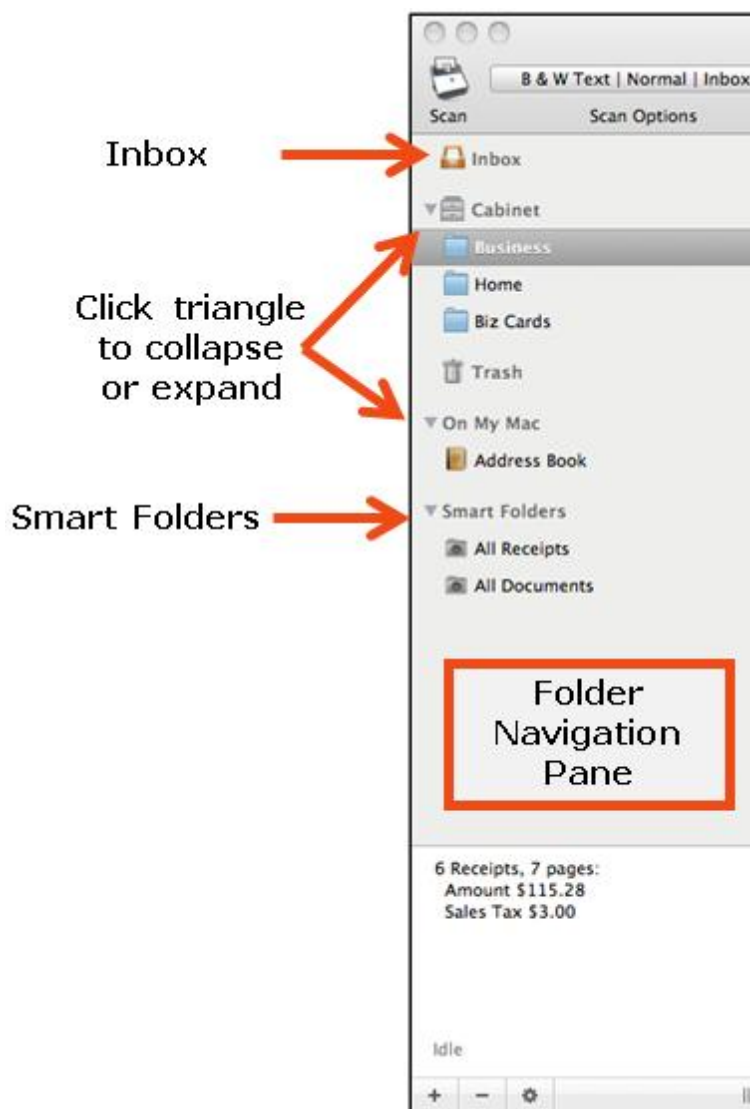 B & W Text | Normal | Inbox
Scan
Scan Options
Inbox
Inbox
Cabinet
Business
Home
Click triangle
to collapse
or expand
Biz Cards
Trash
On My Mac
Address Book
Smart Folders
Smart Folders
All Receipts
All Documents
Folder
Navigation
Pane
6 Receipts, 7 pages:
Amount $115.28
Sales Tax $3.00
Idle